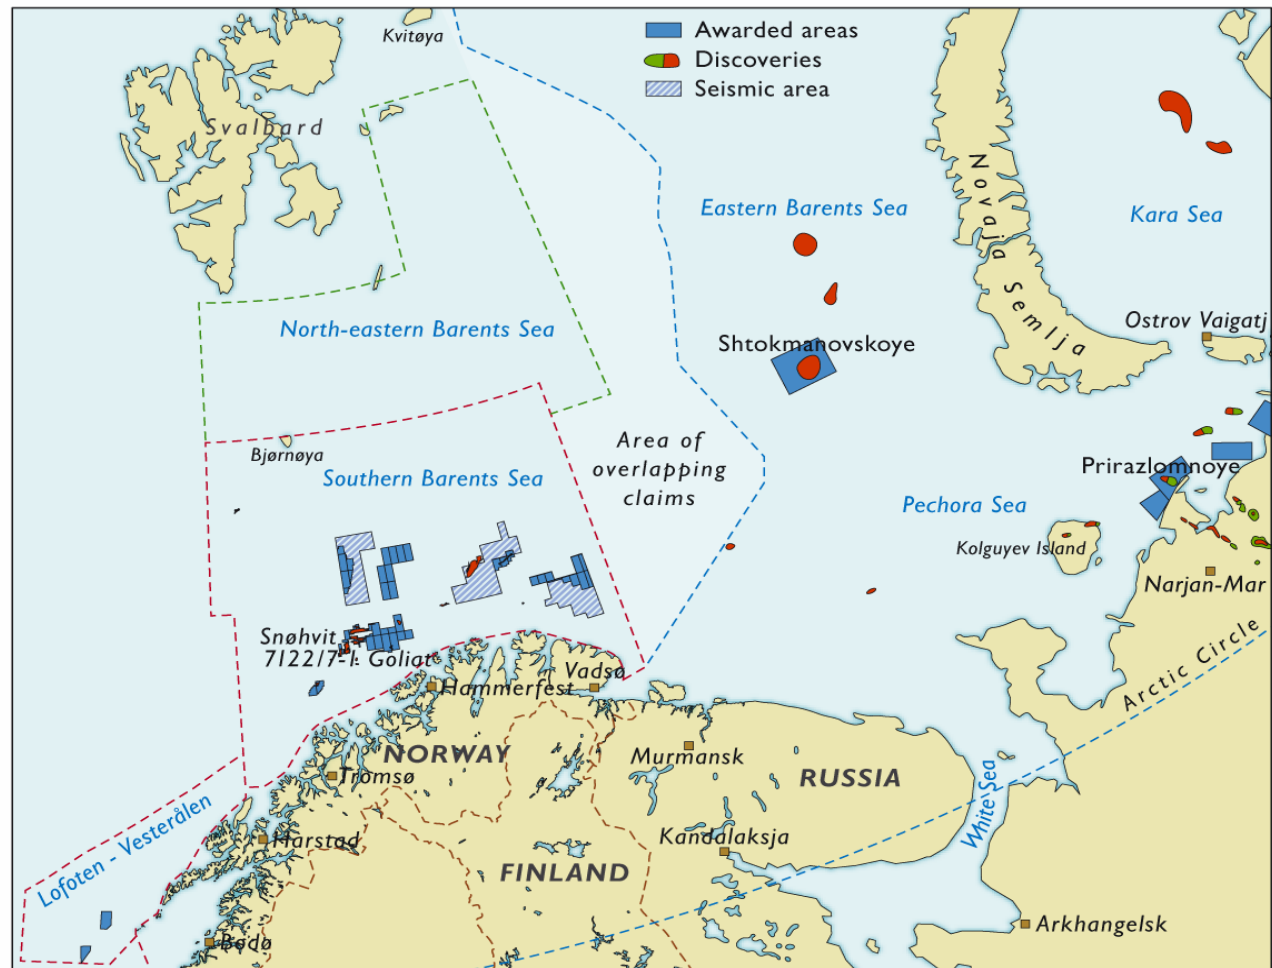 Kvitøya
Awarded areas
Discoveries
Seismic area
Svalbard
Novaja Semlja
Eastern Barents Sea
Kara Sea
North-eastern Barents Sea
Ostrov Vaigatj
Shtokmanovskoye
Bjørnøya
Area of
overlapping
claims
Southern Barents Sea
Prirazlomnoye
Pechora Sea
Kolguyev Island
Narjan-Mar
Snøhvit
7122/7-1 Goliat
Vadsø
Hammerfest
Arctic Circle
NORWAY
Murmansk
Tromsø
RUSSIA
White Sea
Lofoten - Vesterålen
Harstad
Kandalaksja
FINLAND
Arkhangelsk
Bodø